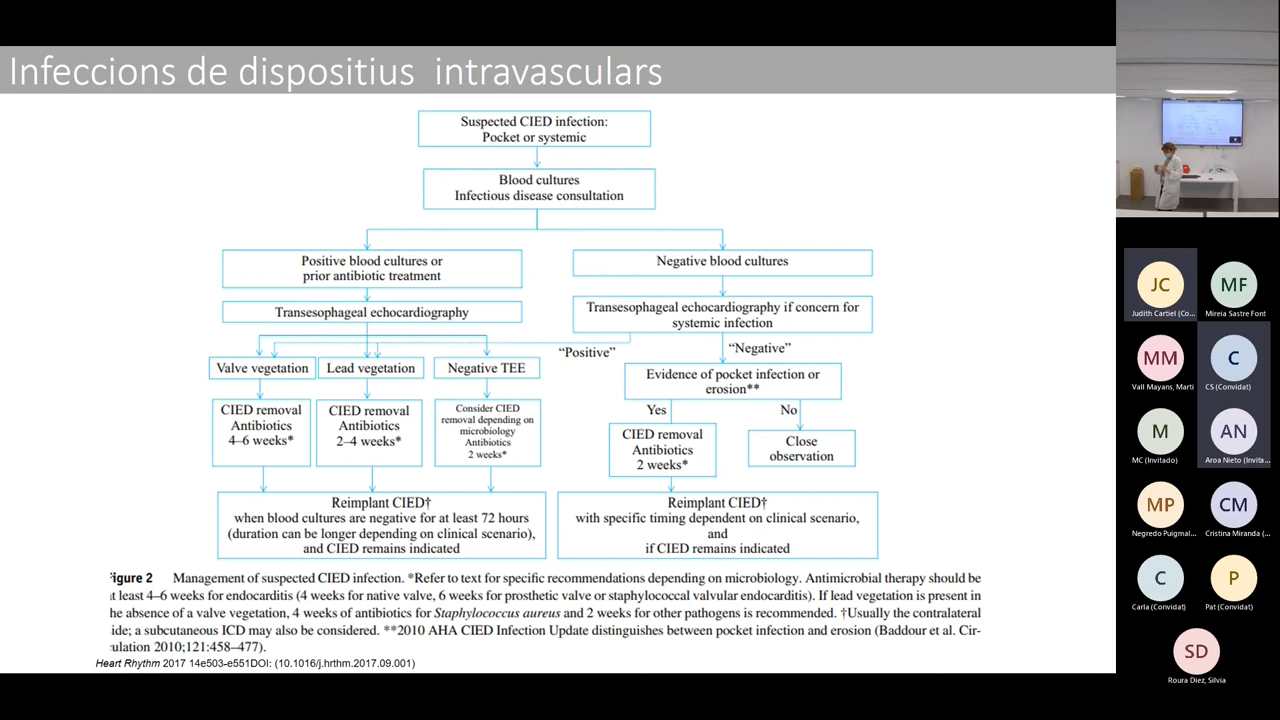 Infeccions de dispositius intravasculars
Suspected CIED infection:
Pocket or systemic
Blood cultures
Infectious disease consultation
Positive blood cultures or
prior antibiotic treatment
Negative blood cultures
Transesophageal echocardiography
Transesophageal echocardiography if concern for
systemic infection
"Positive"
"Negative"
Valve vegetation
Lead vegetation
Negative TEE
Evidence of pocket infection or
erosion**
Yes
No
CIED removal
Antibiotics
4–6 weeks*
CIED removal
Antibiotics
2–4 weeks*
Consider CIED
removal depending on
microbiology
Antibiotics
2 weeks*
CIED removal
Antibiotics
2 weeks*
Close
observation
Reimplant CIED†
when blood cultures are negative for at least 72 hours
(duration can be longer depending on clinical scenario),
and CIED remains indicated
Reimplant CIED†
with specific timing dependent on clinical scenario,
and
if CIED remains indicated
igure 2 Management of suspected CIED infection. *Refer to text for specific recommendations depending on microbiology. Antimicrobial therapy should be
t least 4–6 weeks for endocarditis (4 weeks for native valve, 6 weeks for prosthetic valve or staphylococcal valvular endocarditis). If lead vegetation is present in
he absence of a valve vegetation, 4 weeks of antibiotics for Staphylococcus aureus and 2 weeks for other pathogens is recommended. †Usually the contralateral
ide; a subcutaneous ICD may also be considered. **2010 AHA CIED Infection Update distinguishes between pocket infection and erosion (Baddour et al. Cir-
ulation 2010;121:458–477).
Heart Rhythm 2017 14e503-e551DOI: (10.1016/j.hrthm.2017.09.001)
JC
Judith Cartiel (Co...
MF
Mireia Sastre Font
MM
Vall Mayans, Martí
C
CS (Convidat)
M
MC (Invitado)
AN
Aroa Nieto (Invita...
MP
Negredo Puigmal...
CM
Cristina Miranda (...
C
Carla (Convidat)
P
Pat (Convidat)
SD
Roura Diez, Silvia